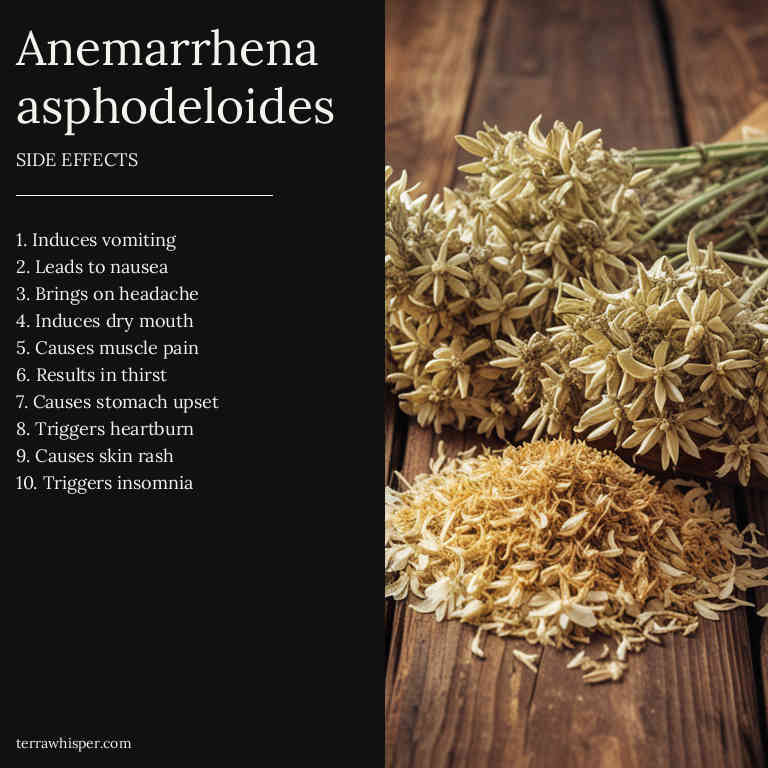 Anemarrhena
asphodeloides
SIDE EFFECTS
1. Induces vomiting
2. Leads to nausea
3. Brings on headache
4. Induces dry mouth
5. Causes muscle pain
6. Results in thirst
7. Causes stomach upset
8. Triggers heartburn
9. Causes skin rash
10. Triggers insomnia
terrawhisper.com